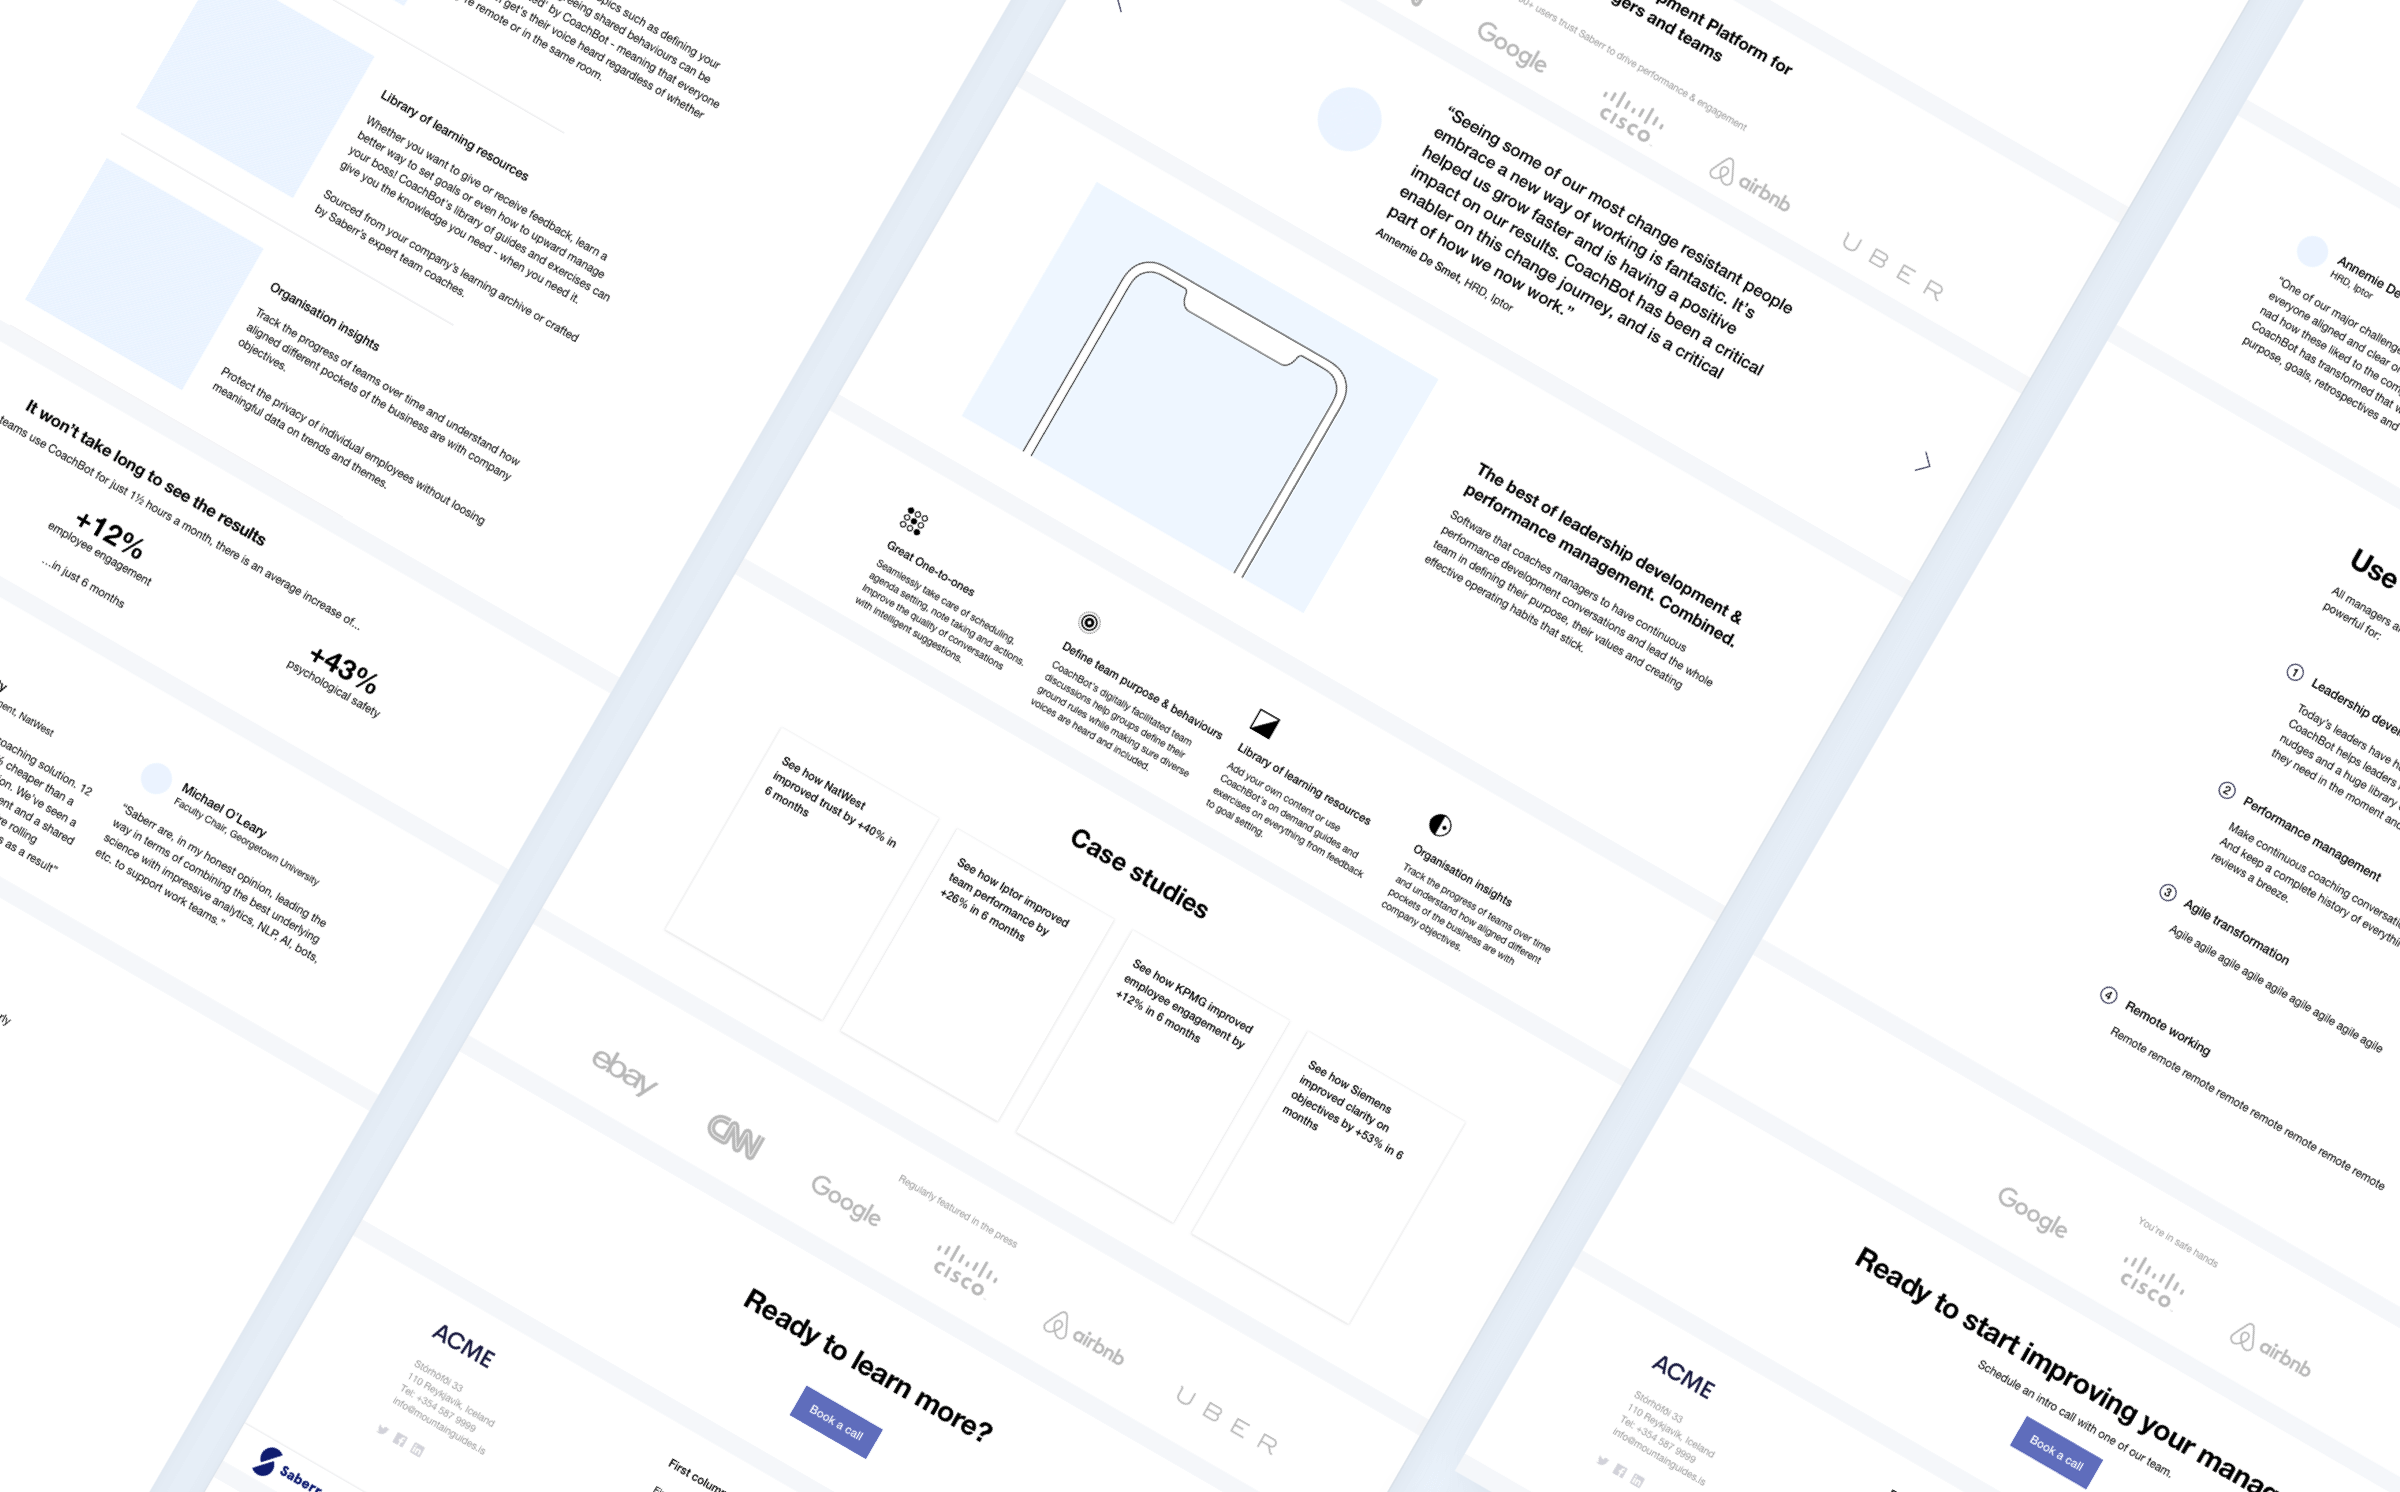 pics such as defining your
eeing shared behaviours can be
ed' by CoachBot - meaning that everyone
get's their voice heard regardless of whether
're remote or in the same room.
Library of learning resources
Whether you want to give or receive feedback, learn a
better way to set goals or even how to upward manage
your boss! CoachBot's library of guides and exercises can
give you the knowledge you need - when you need it.
Sourced from your company's learning archive or crafted
by Saberr's expert team coaches.
Organisation insights
Track the progress of teams over time and understand how
aligned different pockets of the business are with company
objectives.
Protect the privacy of individual employees without loosing
meaningful data on trends and themes.
It won't take long to see the results
teams use CoachBot for just 1½ hours a month, there is an average increase of...
+12%
employee engagement
...in just 6 months
+43%
psychological safety
ment, NatWest
oaching solution. 12
cheaper than a
on. We've seen a
ent and a shared
re rolling
s as a result"
Michael O'Leary
Faculty Chair, Georgetown University
"Saberr are, in my honest opinion, leading the
way in terms of combining the best underlying
science with impressive analytics, NLP, AI, bots,
etc. to support work teams."
pment Platform for
gers and teams
users trust Saberr to drive performance & engagement
Google
CISCO
airbnb
UBER
"Seeing some of our most change resistant people
embrace a new way of working is fantastic. It's
helped us grow faster and is having a positive
impact on our results. CoachBot has been a critical
enabler on this change journey, and is a critical
part of how we now work."
Annemie De Smet, HRD, Iptor
The best of leadership development &
performance management. Combined.
Software that coaches managers to have continuous
performance development conversations and lead the whole
team in defining their purpose, their values and creating
effective operating habits that stick.
Great One-to-ones
Seamlessly take care of scheduling,
agenda setting, note taking and actions.
Improve the quality of conversations
with intelligent suggestions.
Define team purpose & behaviours
CoachBot's digitally facilitated team
discussions help groups define their
ground rules while making sure diverse
voices are heard and included.
Library of learning resources
Add your own content or use
CoachBot's on demand guides and
exercises on everything from feedback
to goal setting.
Organisation insights
Track the progress of teams over time
and understand how aligned different
pockets of the business are with
company objectives.
Case studies
See how NatWest
improved trust by +40% in
6 months
See how Iptor improved
team performance by
+26% in 6 months
See how KPMG improved
employee engagement by
+12% in 6 months
See how Siemens
improved clarity on
objectives by +53% in 6
months
Regularly featured in the press
ebay
CNN
Google
CISCO
airbnb
UBER
Ready to learn more?
Book a call
ACME
Stórhöfði 33
110 Reykjavik, Iceland
Tel: +354 587 9999
info@mountainguides.is
First colum
Saberr
Annemie De
HRD, Iptor
"One of our major challenge
everyone aligned and clear o
nad how these liked to the com
CoachBot has transformed that w
purpose, goals, retrospectives and
Use
All managers a
powerful for:
1
Leadership deve
Today's leaders have h
CoachBot helps leaders
nudges and a huge library
they need in the moment and
2
Performance management
Make continuous coaching conversati
And keep a complete history of everythi
reviews a breeze.
3
Agile transformation
Agile agile agile agile agile agile agile agile
4
Remote working
Remote remote remote remote remote remote remote
You're in safe hands
Google
CISCO
airbnb
Ready to start improving your manag
Schedule an intro call with one of our team.
Book a call
ACME
Stórhöfði 33
110 Reykjavik, Iceland
Tel: +354 587 9999
info@mountainguides.is